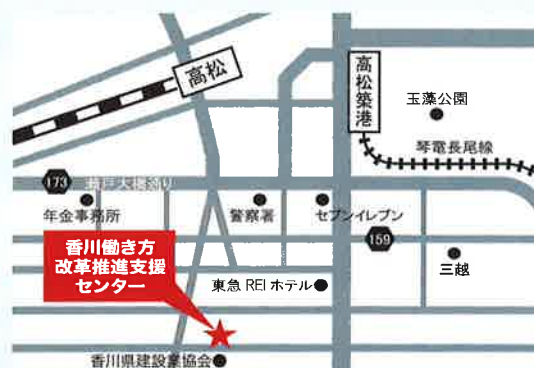 高松
高松築港
玉藻公園
琴電長尾線
173
瀬戸大橋通り
年金事務所
警察署
セブンイレブン
159
香川働き方
改革推進支援
センター
三越
東急 REI ホテル
香川県建設業協会